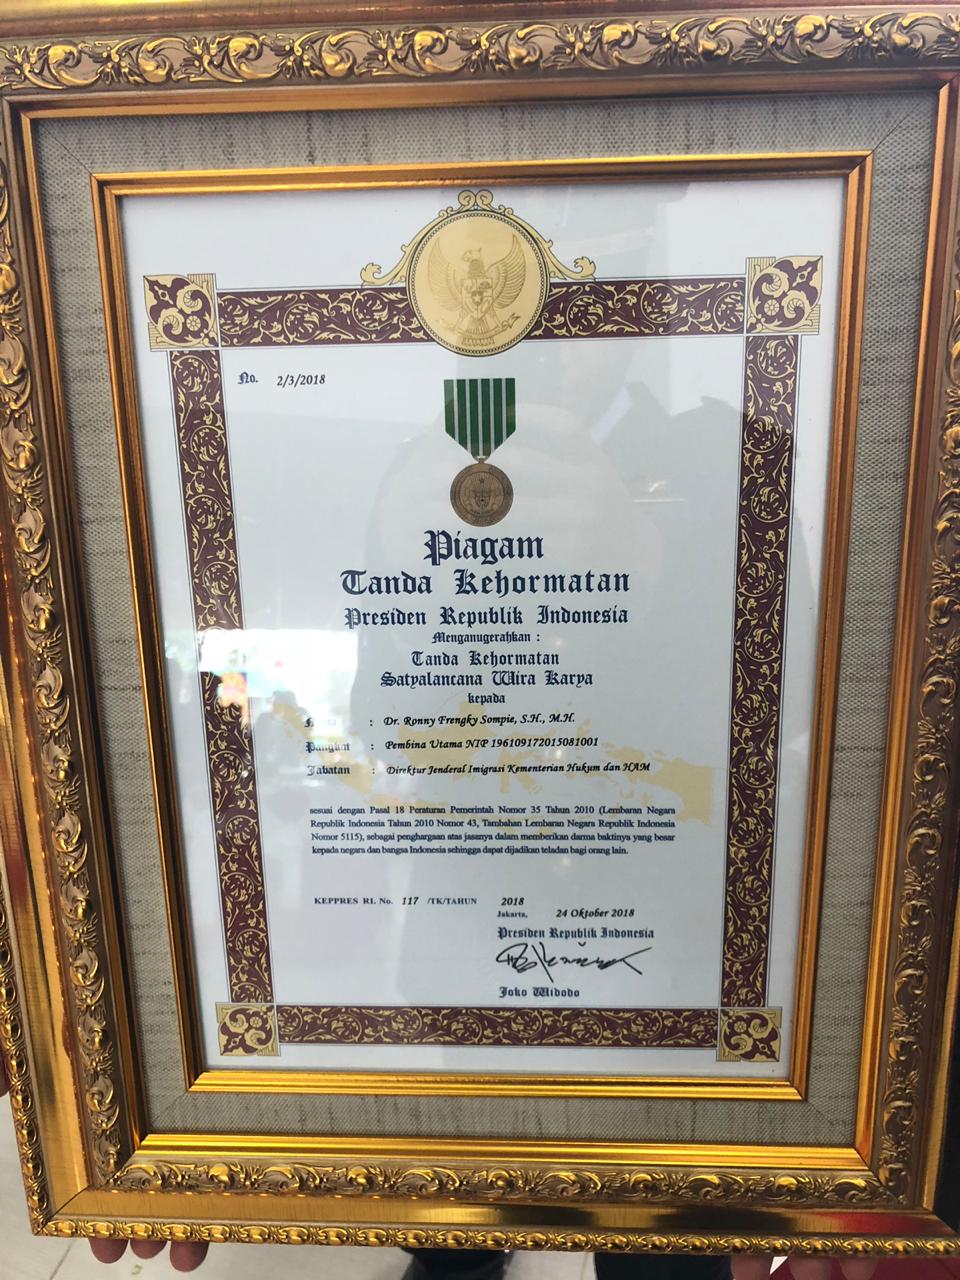 No. 2/3/2018
Piagam
Tanda Kehormatan
Presiden Republik Indonesia
Menganugerahkan :
Tanda Kehormatan
Satyalancana Wira Karya
kepada
: Dr. Ronny Frengky Sompie, S.H., M.H.
Pangkat : Pembina Utama NIP 196109172015081001
Jabatan : Direktur Jenderal Imigrasi Kementerian Hukum dan HAM
sesuai dengan Pasal 18 Peraturan Pemerintah Nomor 35 Tahun 2010 (Lembaran Negara
Republik Indonesia Tahun 2010 Nomor 43, Tambahan Lembaran Negara Republik Indonesia
Nomor 5115), sebagai penghargaan atas jasanya dalam memberikan darma baktinya yang besar
kepada negara dan bangsa Indonesia sehingga dapat dijadikan teladan bagi orang lain.
KEPPRES RI. No. 117 /TK/TAHUN 2018
Jakarta, 24 Oktober 2018
Presiden Republik Indonesia
Joko Widodo